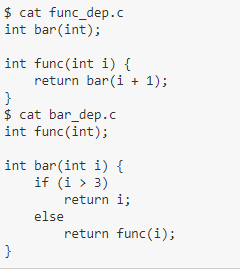 $ cat func_dep.c
int bar(int);

int func(int i) {
    return bar(i + 1);
}
$ cat bar_dep.c
int func(int);

int bar(int i) {
    if (i > 3)
        return i;
    else
        return func(i);
}